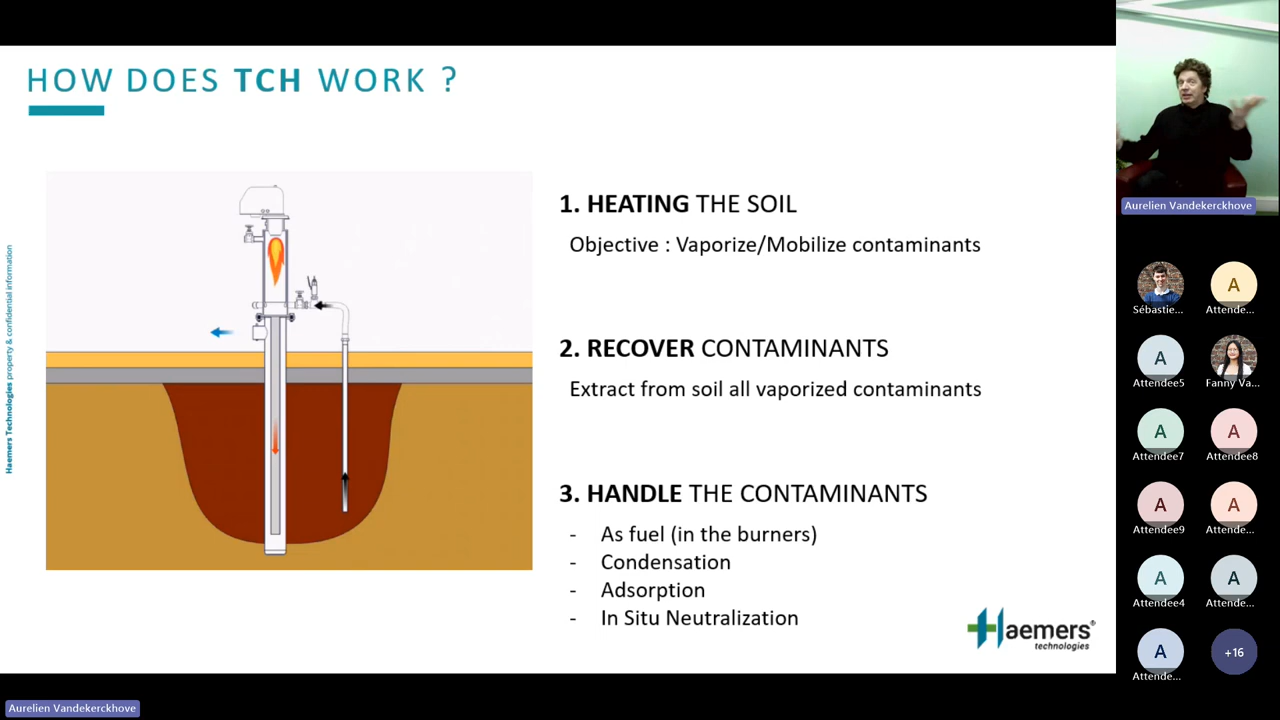 HOW DOES TCH WORK ?
Haemers Technologies property & confidential information
1. HEATING THE SOIL
Objective : Vaporize/Mobilize contaminants
2. RECOVER CONTAMINANTS
Extract from soil all vaporized contaminants
3. HANDLE THE CONTAMINANTS
- As fuel (in the burners)
- Condensation
- Adsorption
- In Situ Neutralization
Haemers®
technologies
Aurelien Vandekerckhove
Sébastie...
A
Attende...
A
Attendee5
Fanny Va...
A
Attendee7
A
Attendee8
A
Attendee9
A
Attende...
A
Attendee4
A
Attende...
A
Attende...
+16
Aurelien Vandekerckhove